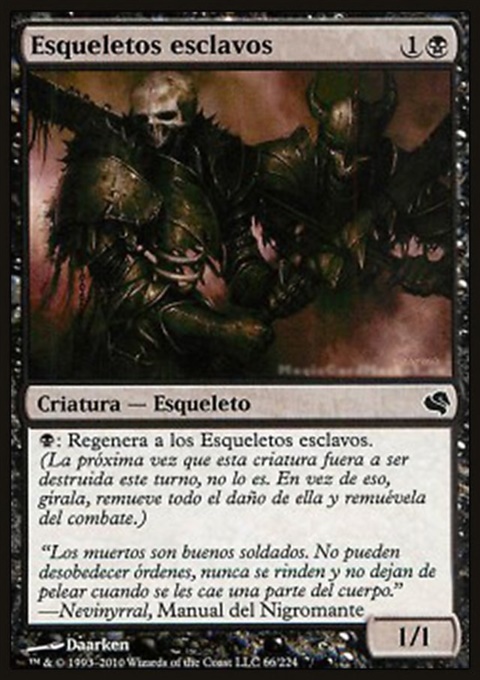 Esqueletos esclavos 1
Criatura — Esqueleto
: Regenera a los Esqueletos esclavos.
(La próxima vez que esta criatura fuera a ser
destruida este turno, no lo es. En vez de eso,
gírala, remueve todo el daño de ella y remuévela
del combate.)
“Los muertos son buenos soldados. No pueden
desobedecer órdenes, nunca se rinden y no dejan de
pelear cuando se les cae una parte del cuerpo.”
—Nevinyrral, Manual del Nigromante
1/1
Daarken
™ & © 1993–2010 Wizards of the Coast LLC 66/224